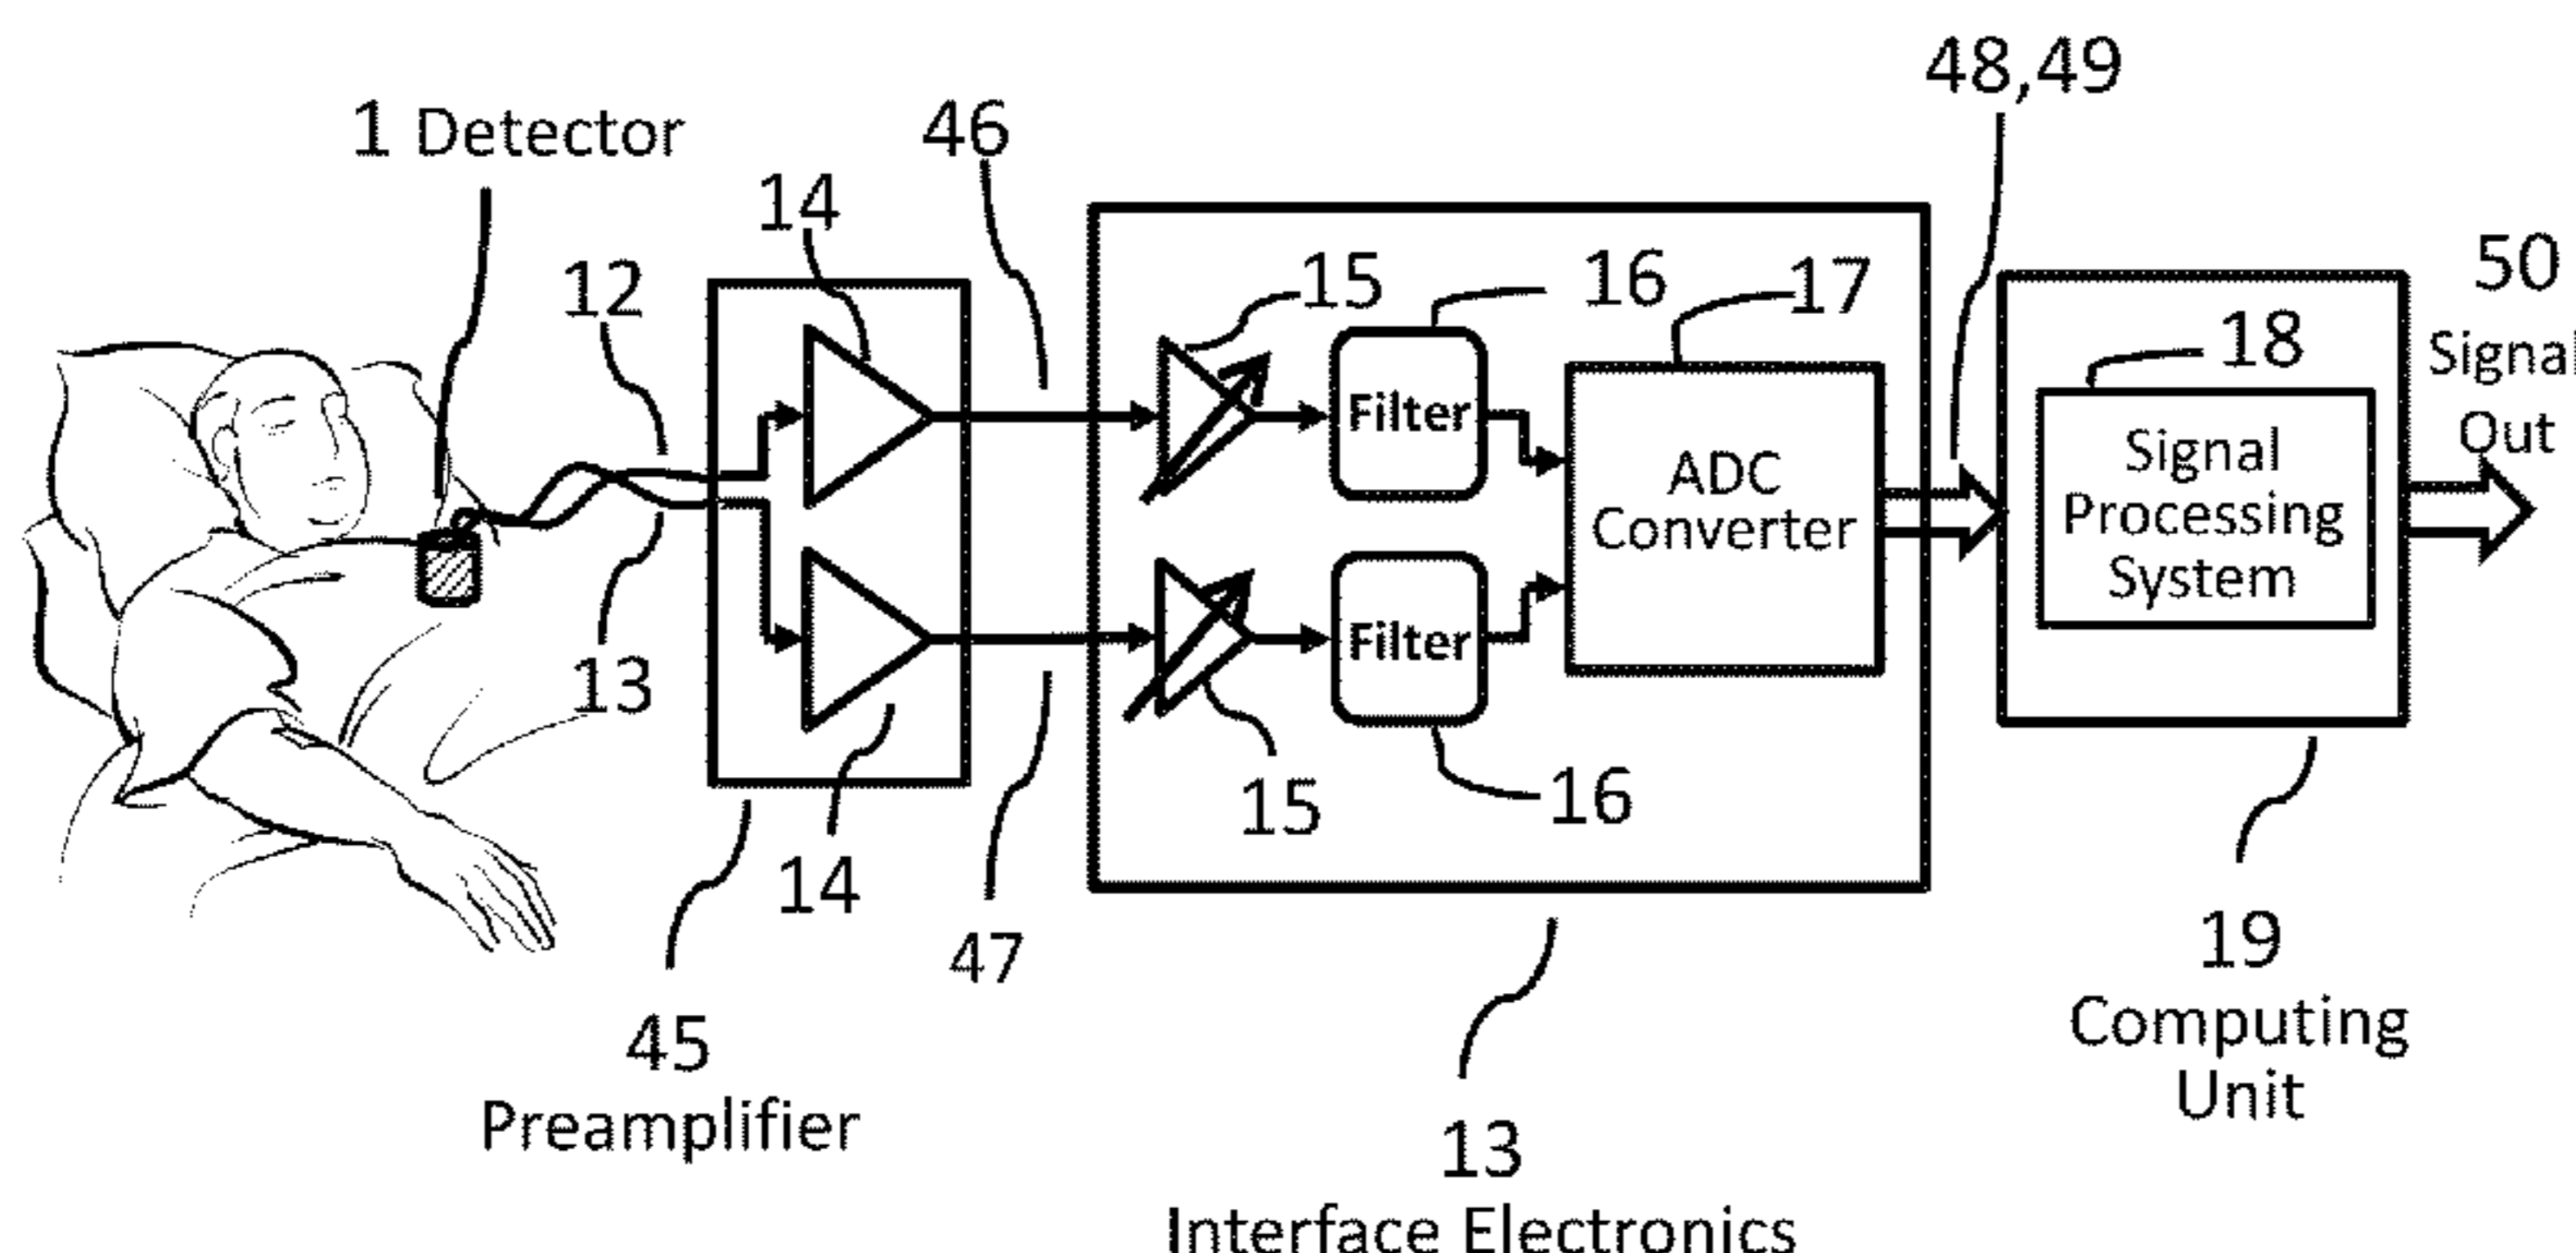 48,49
1 Detector
46
14
12
15
16
17
50
Signal
Out
18
Filter
ADC
Converter
Signal
Processing
System
Filter
13
15
16
14
47
19
Computing
Unit
45
Preamplifier
13
Interface Electronics